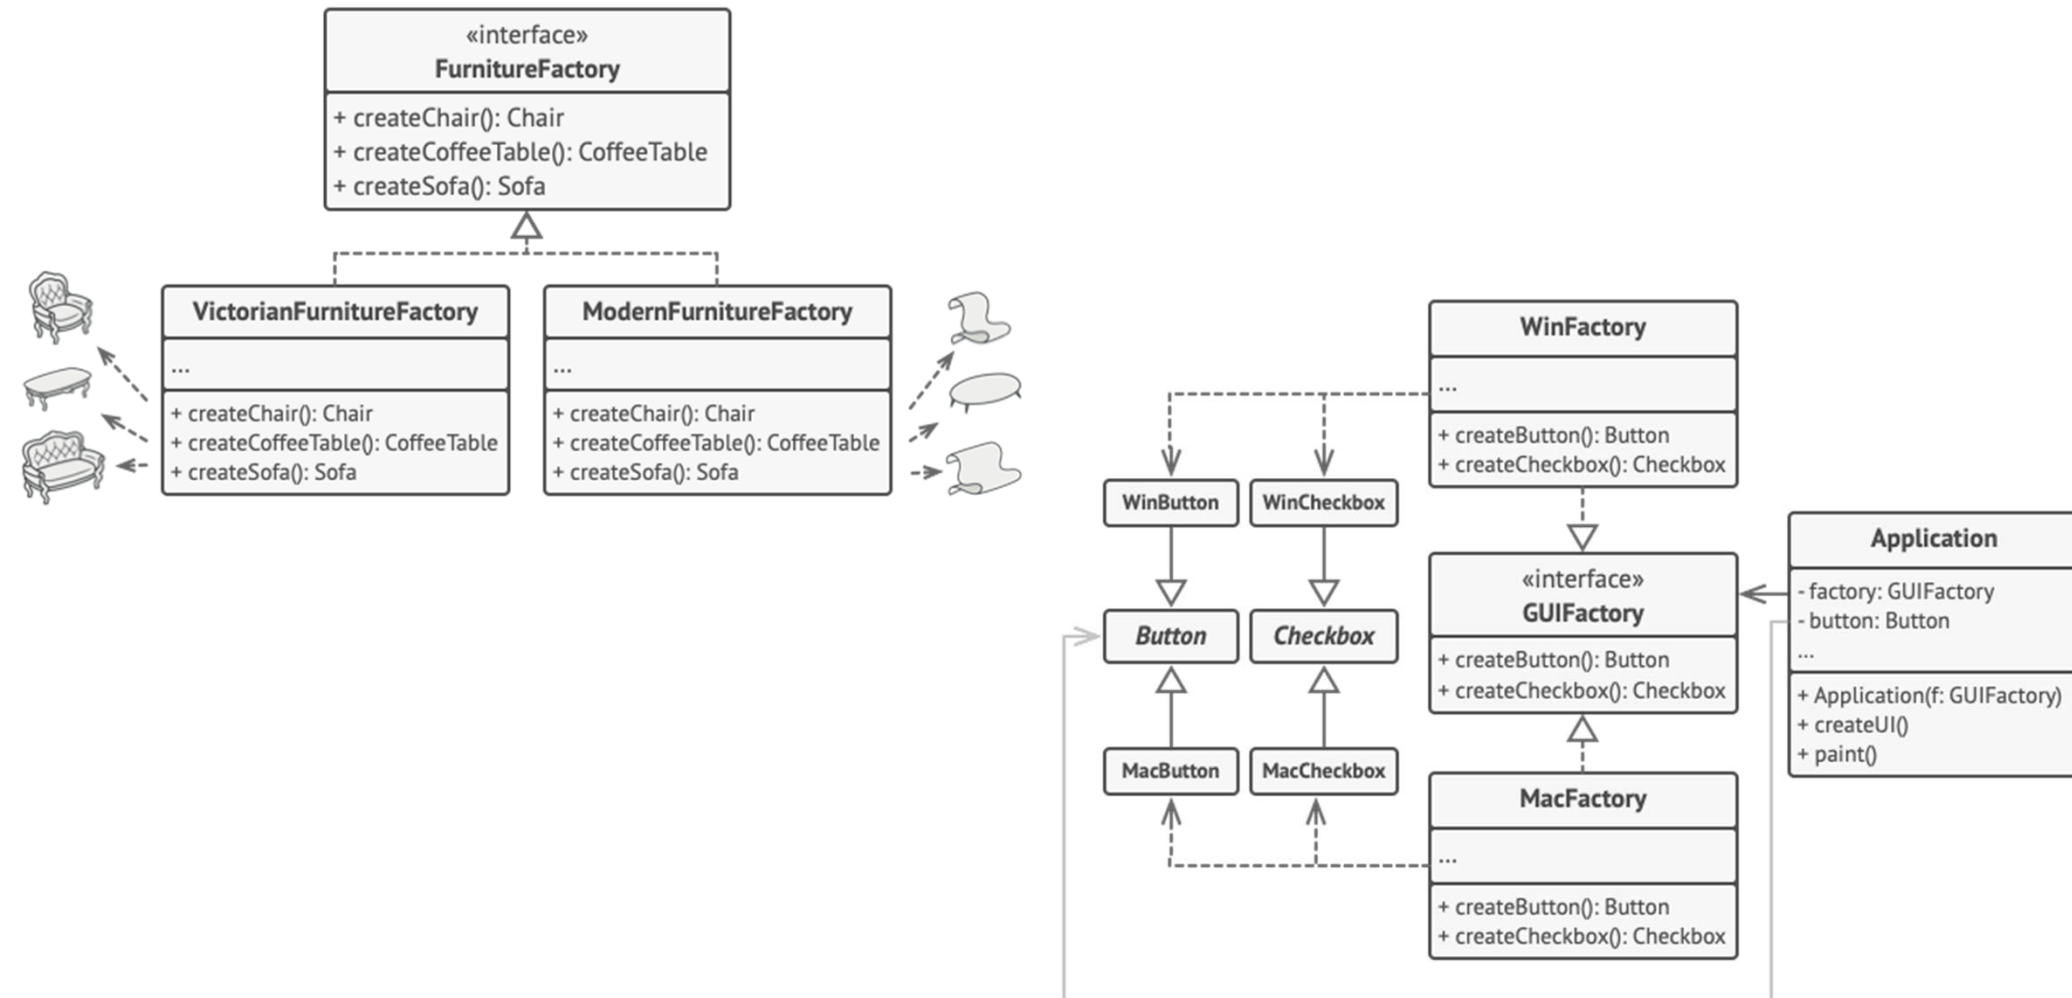 «interface»
FurnitureFactory
+ createChair(): Chair
+ createCoffeeTable(): CoffeeTable
+ createSofa(): Sofa
VictorianFurnitureFactory
...
+ createChair(): Chair
+ createCoffeeTable(): CoffeeTable
+ createSofa(): Sofa
ModernFurnitureFactory
...
+ createChair(): Chair
+ createCoffeeTable(): CoffeeTable
+ createSofa(): Sofa
WinFactory
...
+ createButton(): Button
+ createCheckbox(): Checkbox
WinButton
WinCheckbox
Button
Checkbox
MacButton
MacCheckbox
«interface»
GUIFactory
+ createButton(): Button
+ createCheckbox(): Checkbox
MacFactory
...
+ createButton(): Button
+ createCheckbox(): Checkbox
Application
- factory: GUIFactory
- button: Button
...
+ Application(f: GUIFactory)
+ createUI()
+ paint()